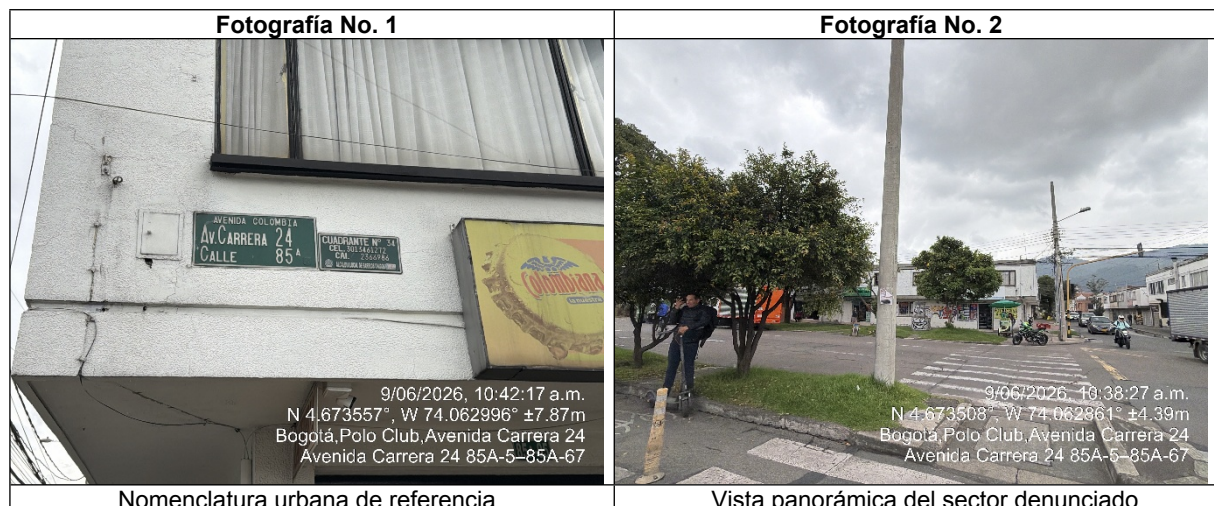 Fotografía No. 1
Fotografía No. 2
AVENIDA COLOMBIA
Av.CARRERA 24
CALLE 85A
CUADRANTE Nº 34
CEL. 3013461272
CAI. 2366986
Colombiana
9/06/2026, 10:42:17 a.m.
N 4.673557°, W 74.062996° ±7.87m
Bogotá,Polo Club,Avenida Carrera 24
Avenida Carrera 24 85A-5–85A-67
9/06/2026, 10:38:27 a.m.
N 4.673508°, W 74.062861° ±4.39m
Bogotá,Polo Club,Avenida Carrera 24
Avenida Carrera 24 85A-5–85A-67
Nomenclatura urbana de referencia
Vista panorámica del sector denunciado